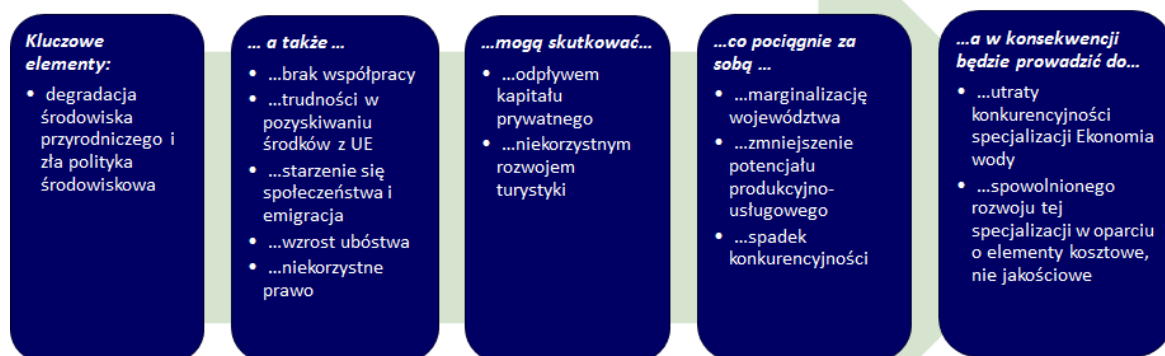 Kluczowe
elementy:
• degradacja
środowiska
przyrodniczego i
zła polityka
środowiskowa
... a także ...
• ...brak współpracy
• ...trudności w
pozyskiwaniu
środków z UE
• ...starzenie się
społeczeństwa i
emigracja
• ...wzrost ubóstwa
• ...niekorzystne
prawo
...mogą skutkować...
• ...odpływem
kapitału
prywatnego
• ...niekorzystnym
rozwojem
turystyki
...co pociągnie za
sobą ...
• ...marginalizację
województwa
• ...zmniejszenie
potencjału
produkcyjno-
usługowego
• ...spadek
konkurencyjności
...a w konsekwencji
będzie prowadzić do...
• ...utraty
konkurencyjności
specjalizacji Ekonomia
wody
• ...spowolnionego
rozwoju tej
specjalizacji w oparciu
o elementy kosztowe,
nie jakościowe